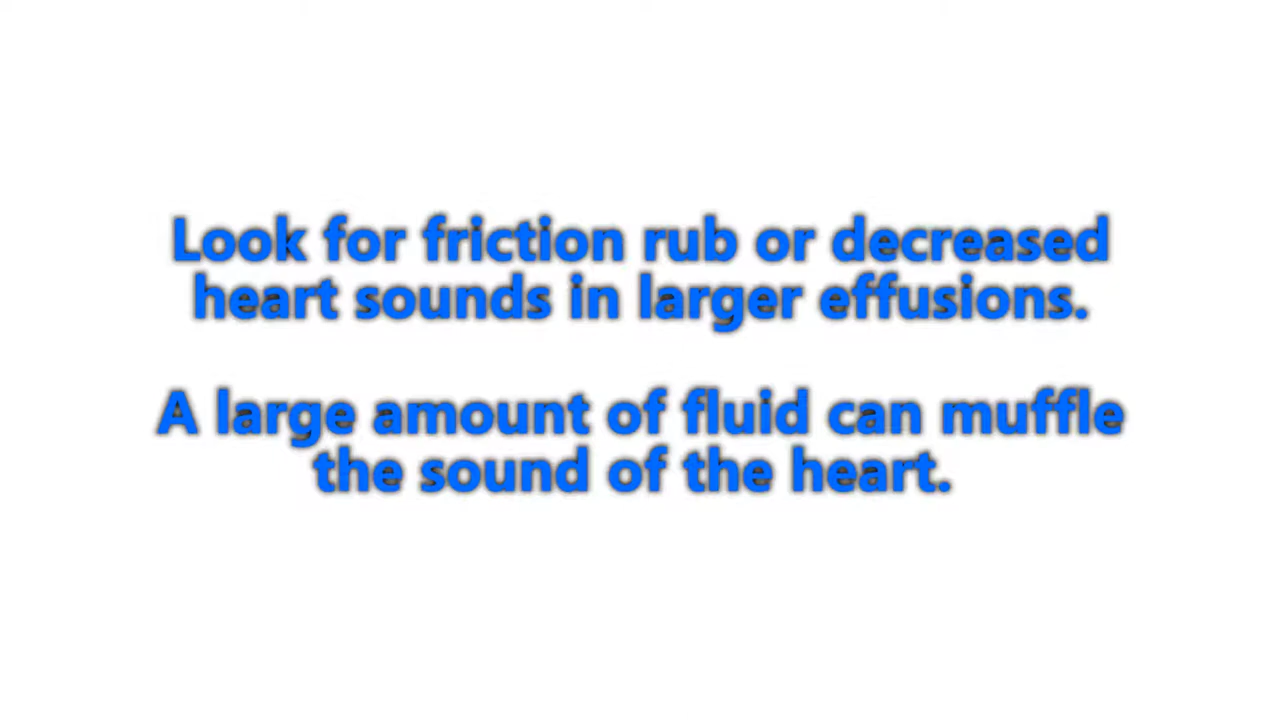 Look for friction rub or decreased
heart sounds in larger effusions.
A large amount of fluid can muffle
the sound of the heart.